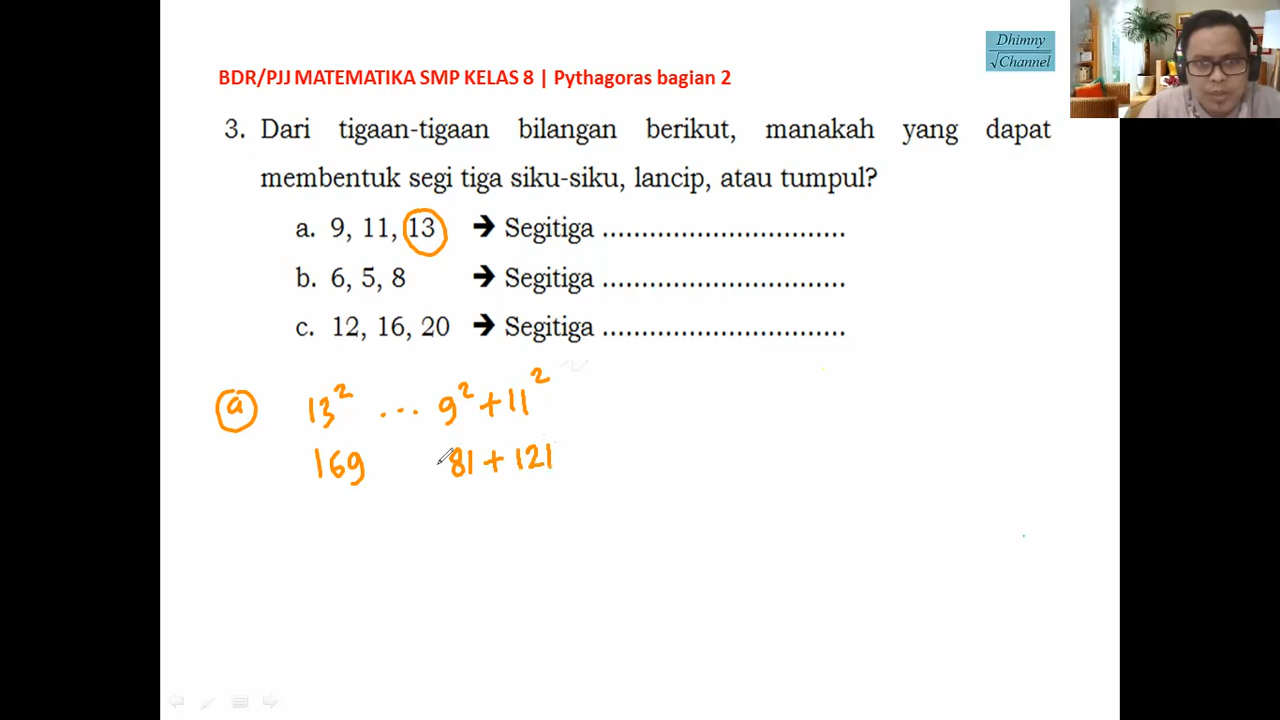 Dhimny
√Channel
BDR/PJJ MATEMATIKA SMP KELAS 8 | Pythagoras bagian 2
3. Dari tigaan-tigaan bilangan berikut, manakah yang dapat
membentuk segi tiga siku-siku, lancip, atau tumpul?
a. 9, 11, 13 → Segitiga ................................
b. 6, 5, 8 → Segitiga ................................
c. 12, 16, 20 → Segitiga ................................
a 13² ... 9² + 11²
169 81 + 121